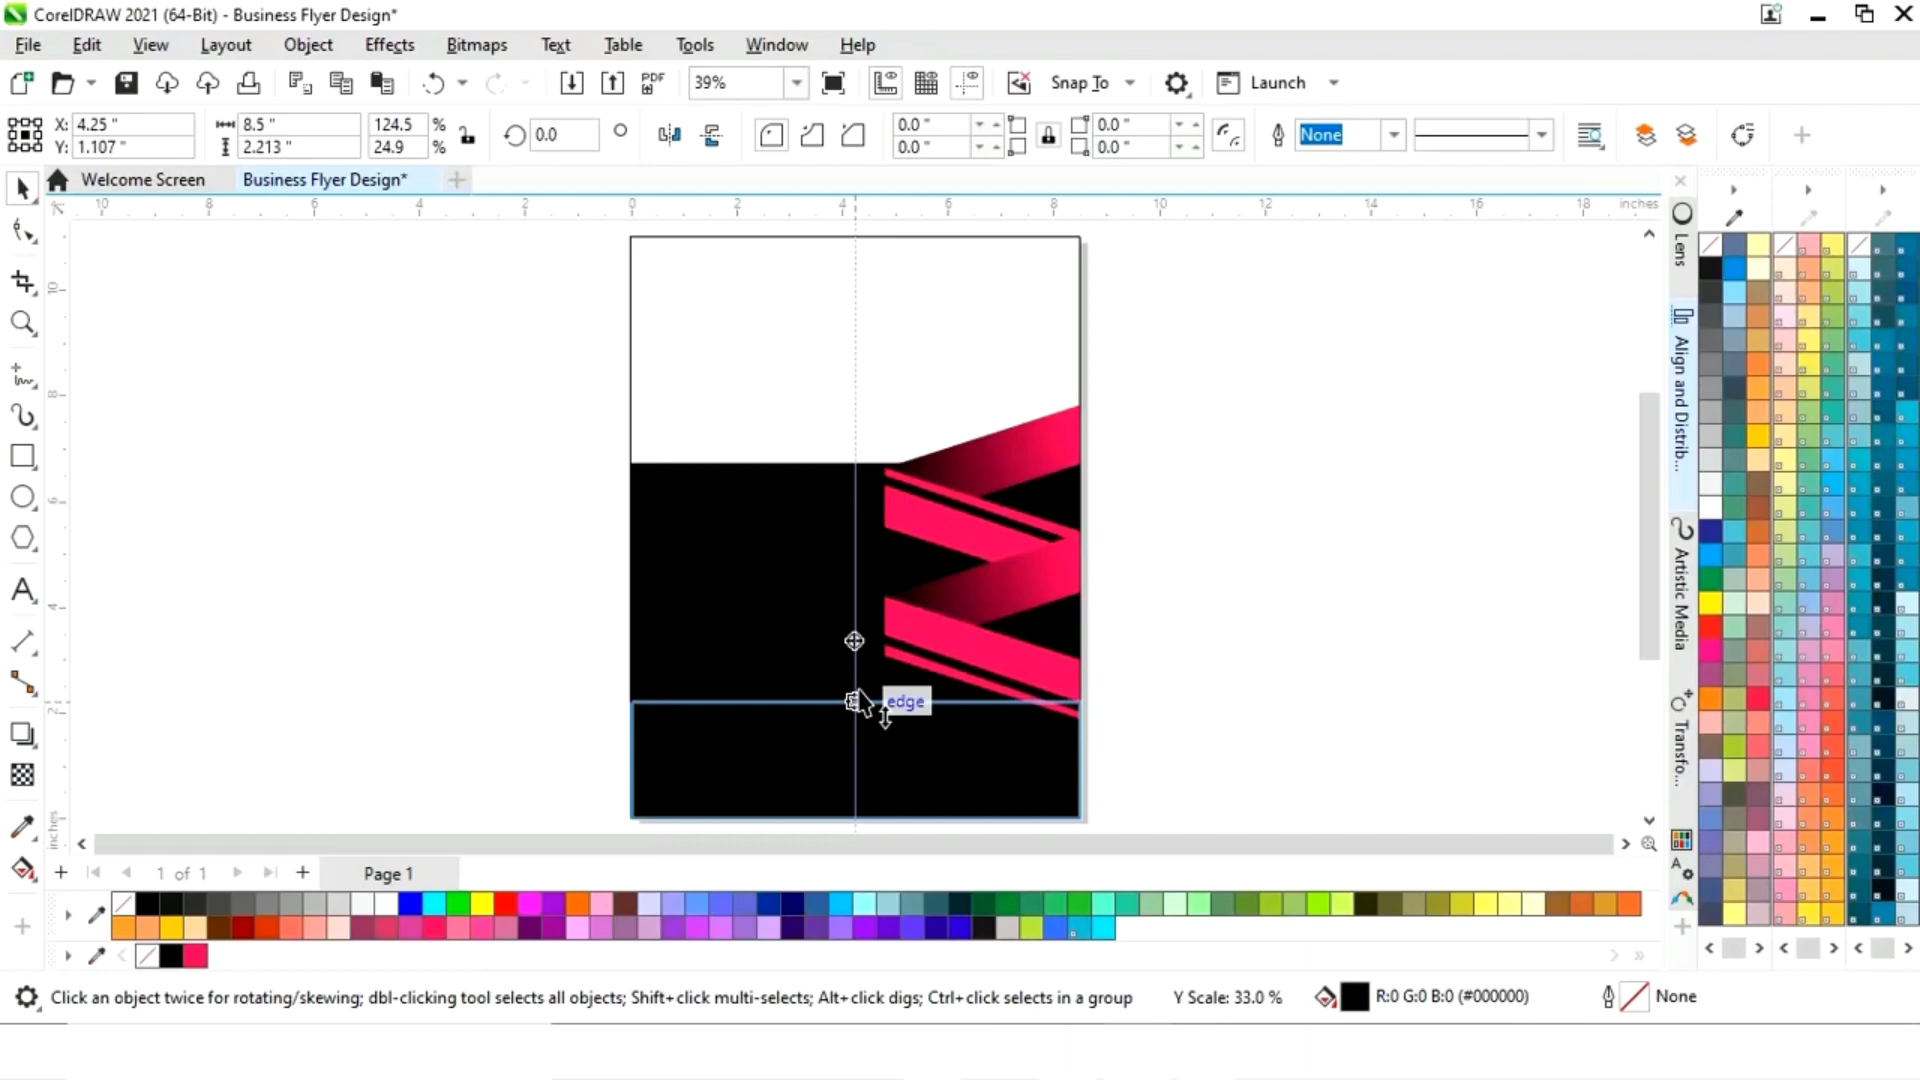 CorelDRAW 2021 (64-Bit) - Business Flyer Design*
File Edit View Layout Object Effects Bitmaps Text Table Tools Window Help
PDF 39% Snap To Launch
X: 4.25 " 8.5 " 124.5 % 0.0 0.0 " 0.0 " None
Y: 1.107 " 2.213 " 24.9 % 0.0 " 0.0 "
Welcome Screen Business Flyer Design*
10 8 6 4 2 0 2 4 6 8 10 12 14 16 18 inches
10
8
6
4
2
inches
edge
Lens
Align and Distrib...
Artistic Media
Transfo...
1 of 1 Page 1
Click an object twice for rotating/skewing; dbl-clicking tool selects all objects; Shift+click multi-selects; Alt+click digs; Ctrl+click selects in a group Y Scale: 33.0 % R:0 G:0 B:0 (#000000) None